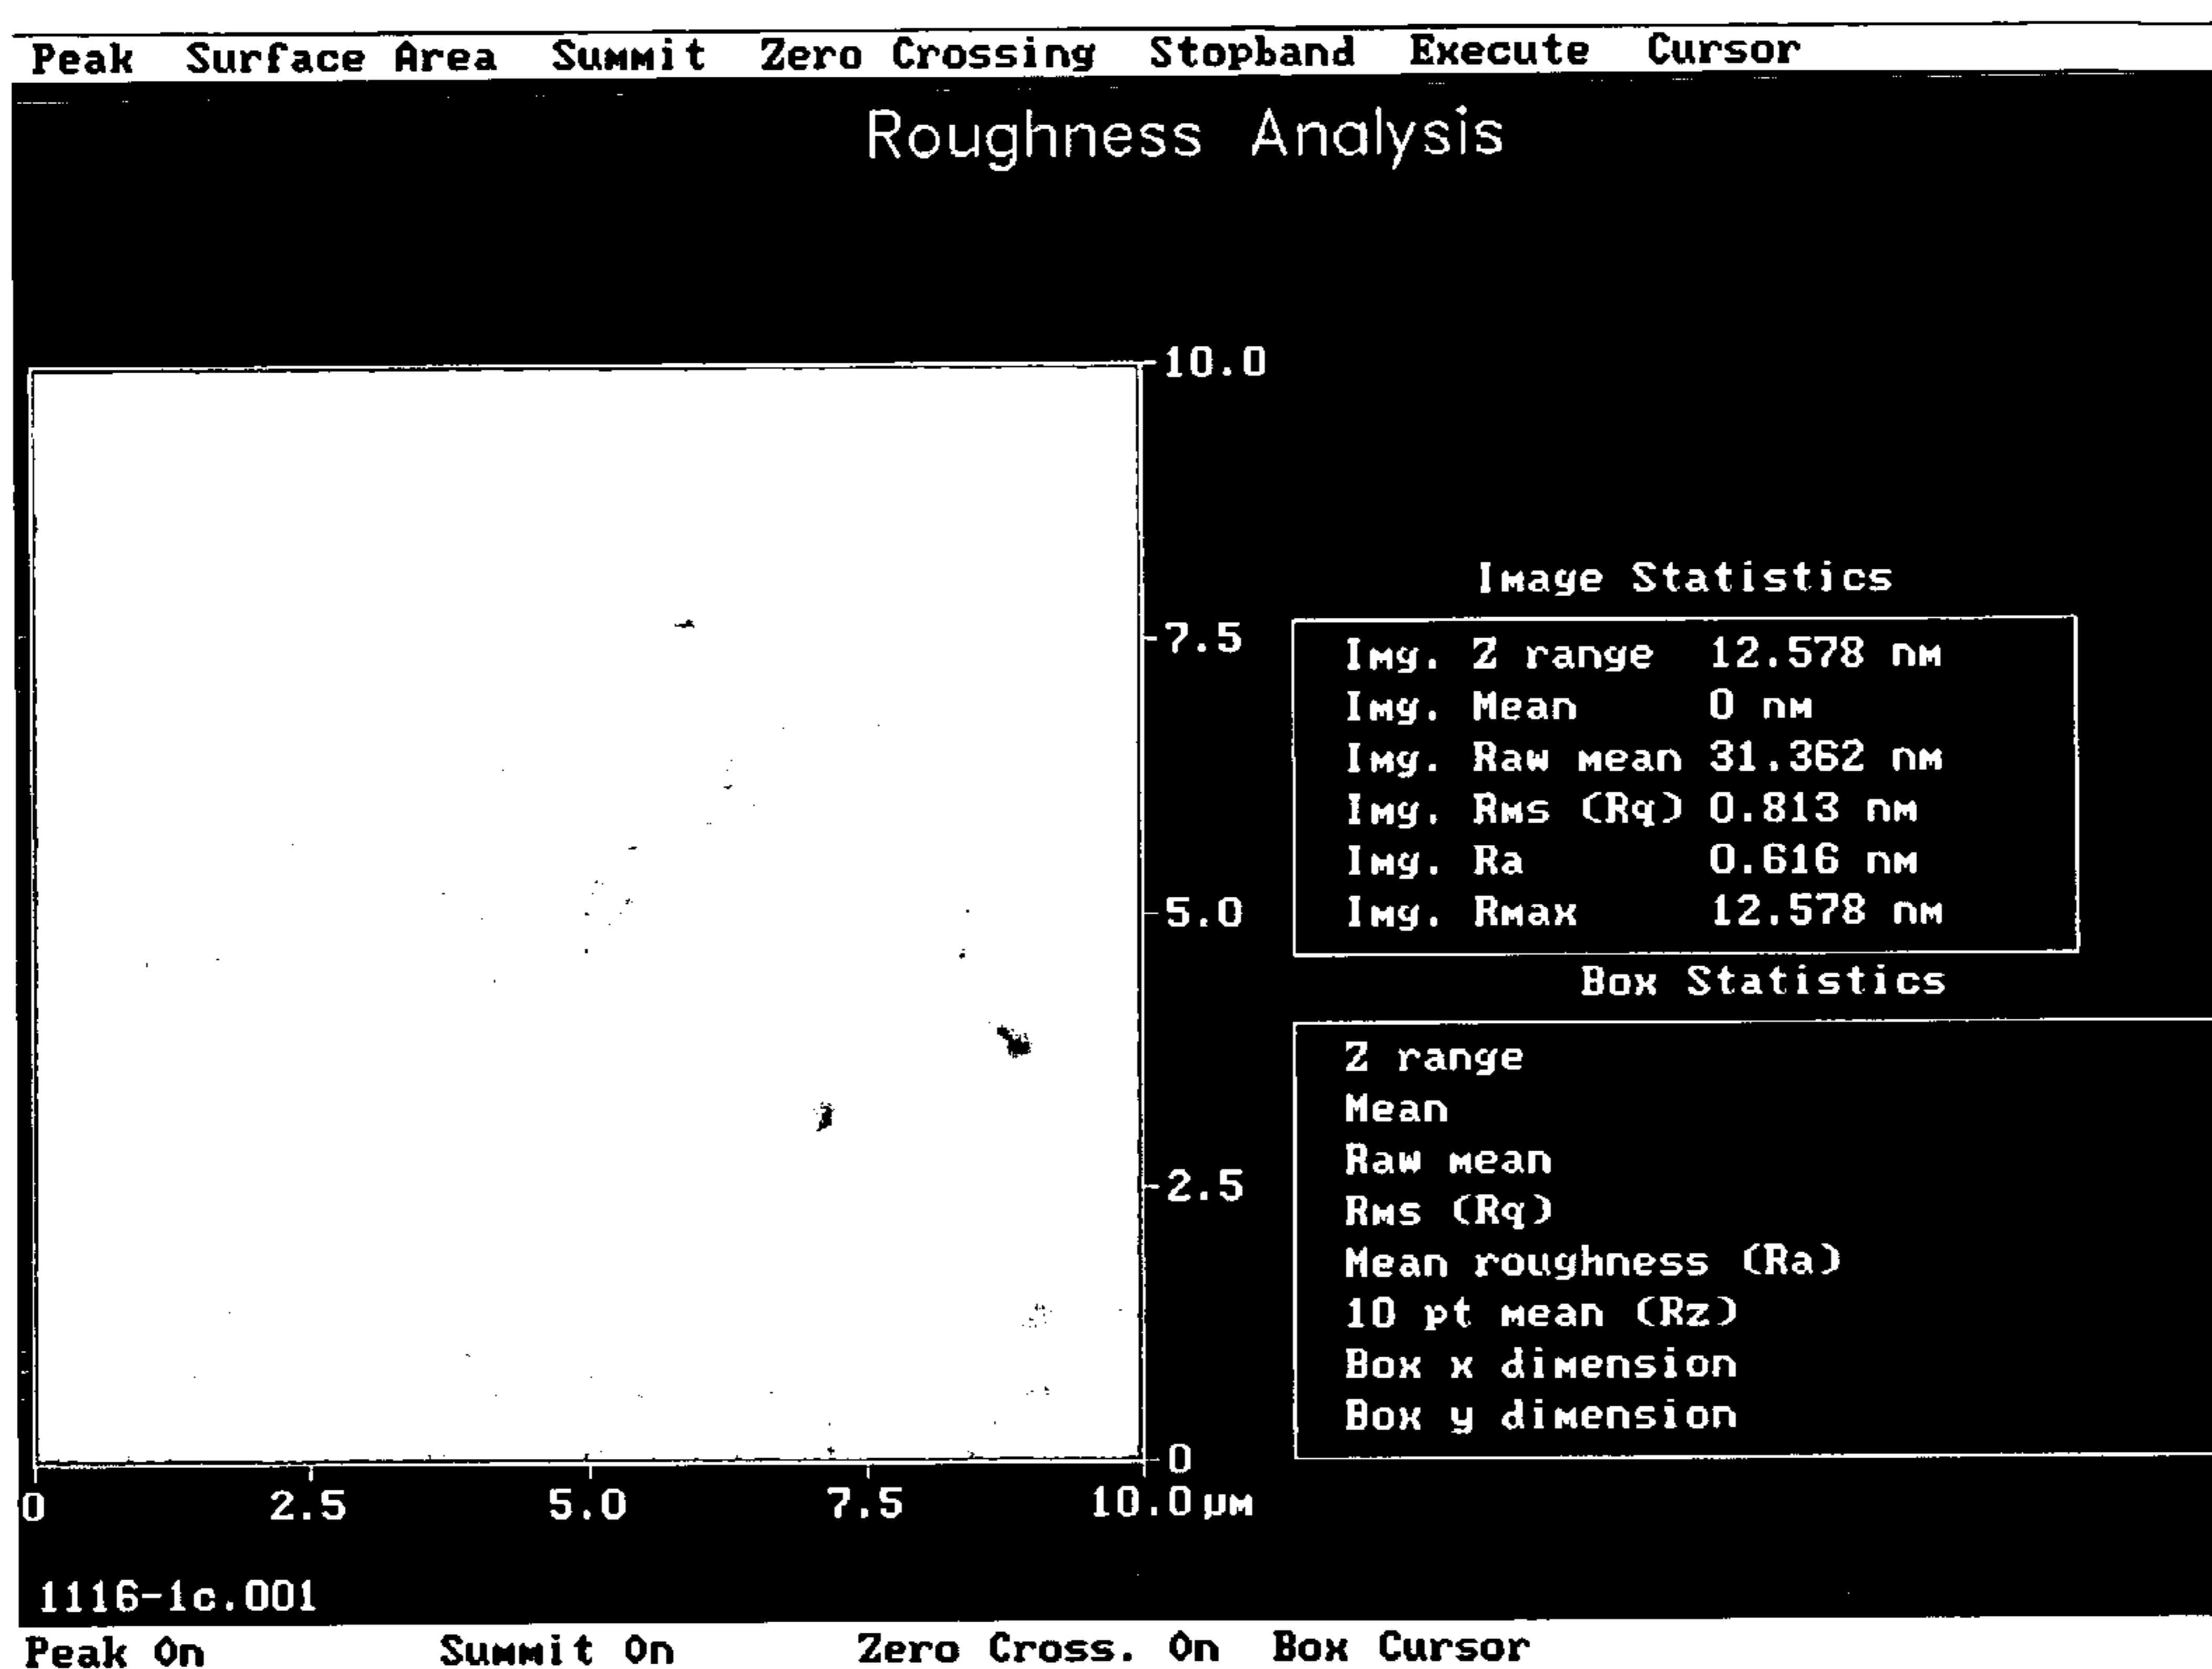 Peak Surface Area Summit Zero Crossing Stopband Execute Cursor
Roughness Analysis
10.0
7.5
5.0
2.5
0
0 2.5 5.0 7.5 10.0 µm
Image Statistics
Img. Z range 12.578 nm
Img. Mean 0 nm
Img. Raw mean 31.362 nm
Img. Rms (Rq) 0.813 nm
Img. Ra 0.616 nm
Img. Rmax 12.578 nm
Box Statistics
Z range
Mean
Raw mean
Rms (Rq)
Mean roughness (Ra)
10 pt mean (Rz)
Box x dimension
Box y dimension
1116-1c.001
Peak On Summit On Zero Cross. On Box Cursor